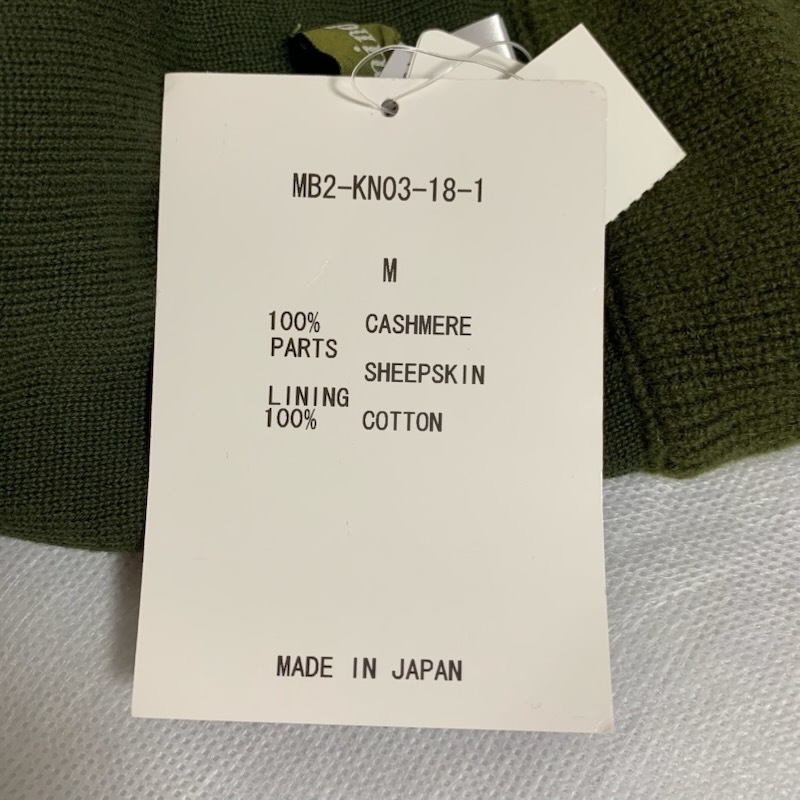 MB2-KN03-18-1
M
100% CASHMERE
PARTS
SHEEPSKIN
LINING
100% COTTON
MADE IN JAPAN